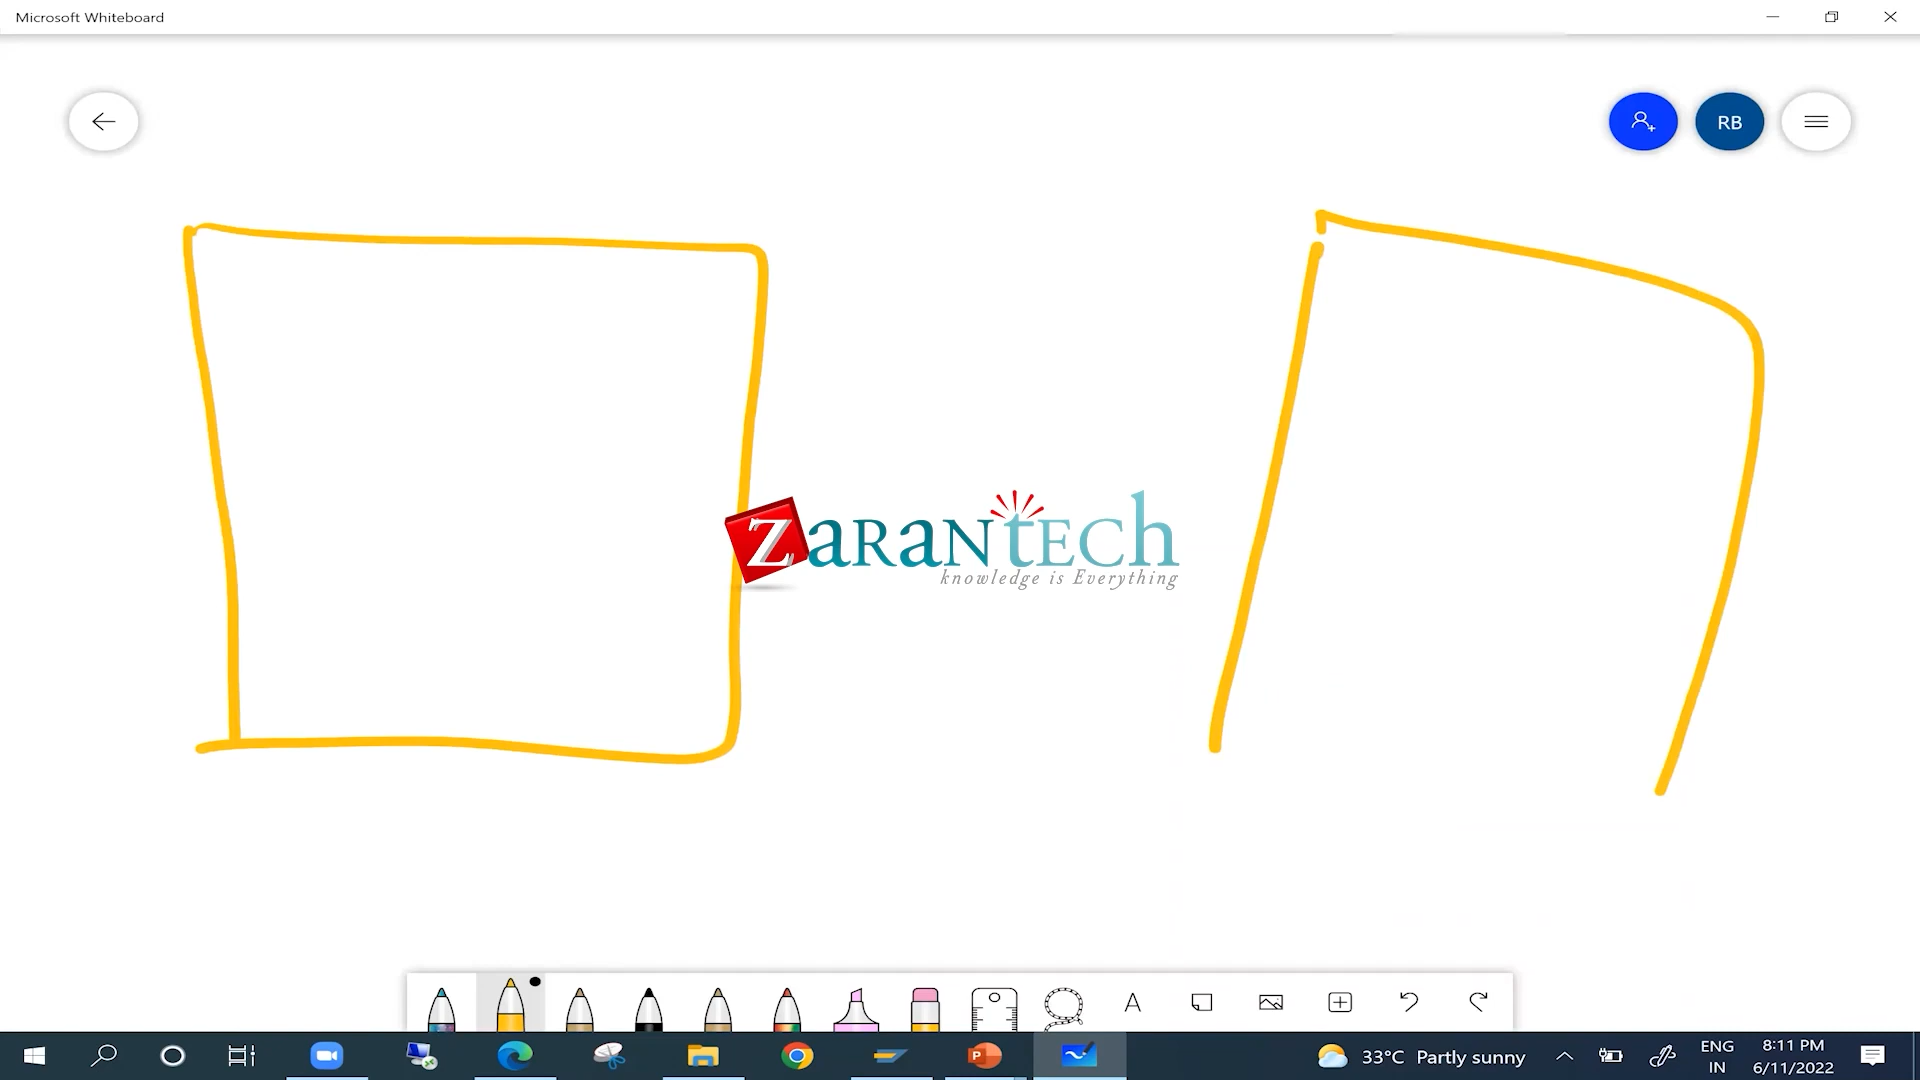 Microsoft Whiteboard
RB
ZARANTECH
knowledge is Everything
A
33°C Partly sunny
ENG
IN
8:11 PM
6/11/2022